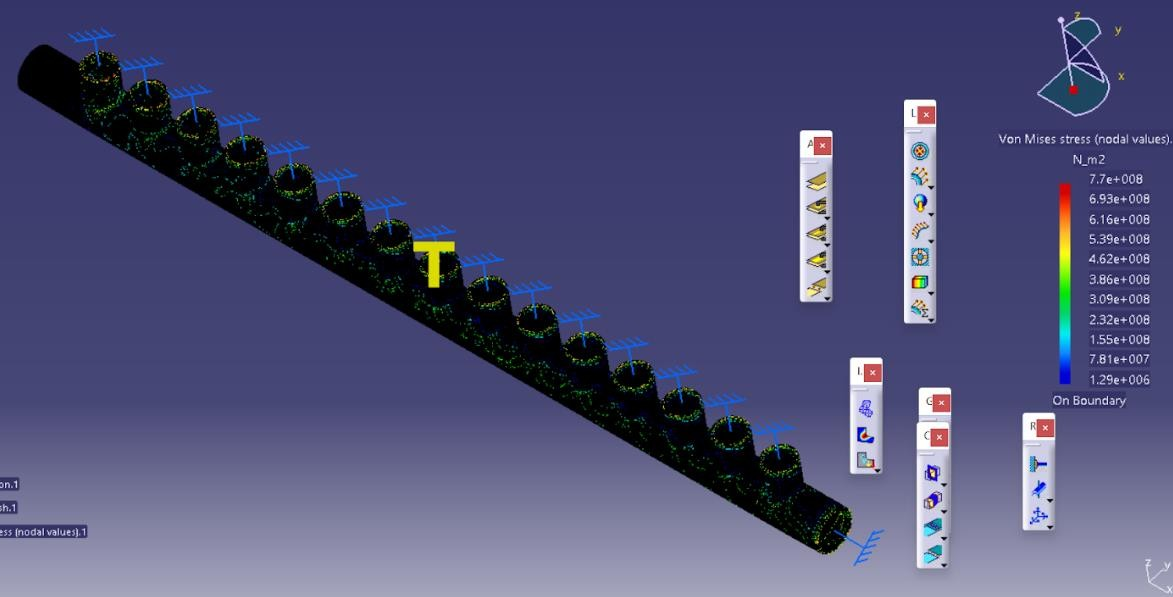 z
y
x
L
A
Von Mises stress (nodal values).
N_m2
7.7e+008
6.93e+008
6.16e+008
5.39e+008
4.62e+008
3.86e+008
3.09e+008
2.32e+008
1.55e+008
7.81e+007
1.29e+006
On Boundary
T
I.
G
C
R
on.1
sh.1
ess (nodal values).1
z
y
x